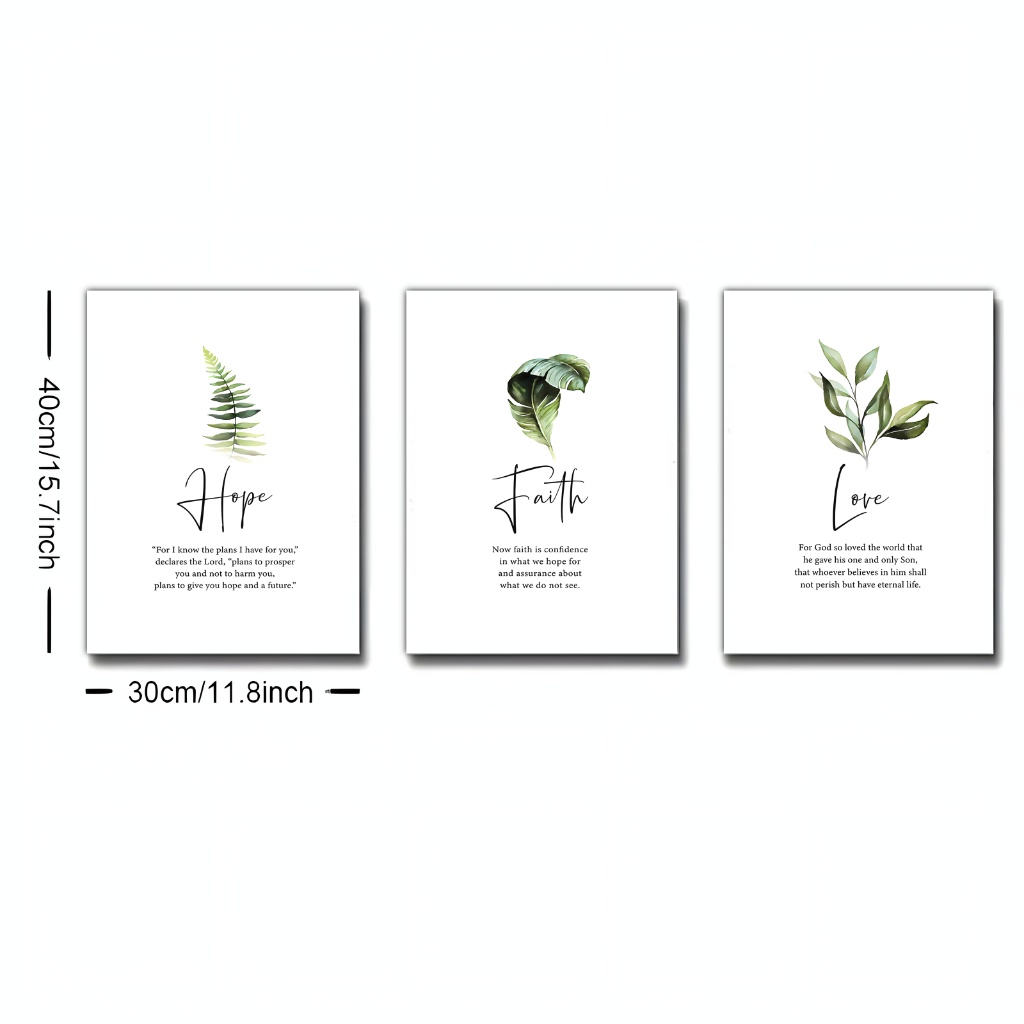 40cm/15.7inch
Hope
“For I know the plans I have for you,”
declares the Lord, “plans to prosper
you and not to harm you,
plans to give you hope and a future.”
Faith
Now faith is confidence
in what we hope for
and assurance about
what we do not see.
Love
For God so loved the world that
he gave his one and only Son,
that whoever believes in him shall
not perish but have eternal life.
30cm/11.8inch